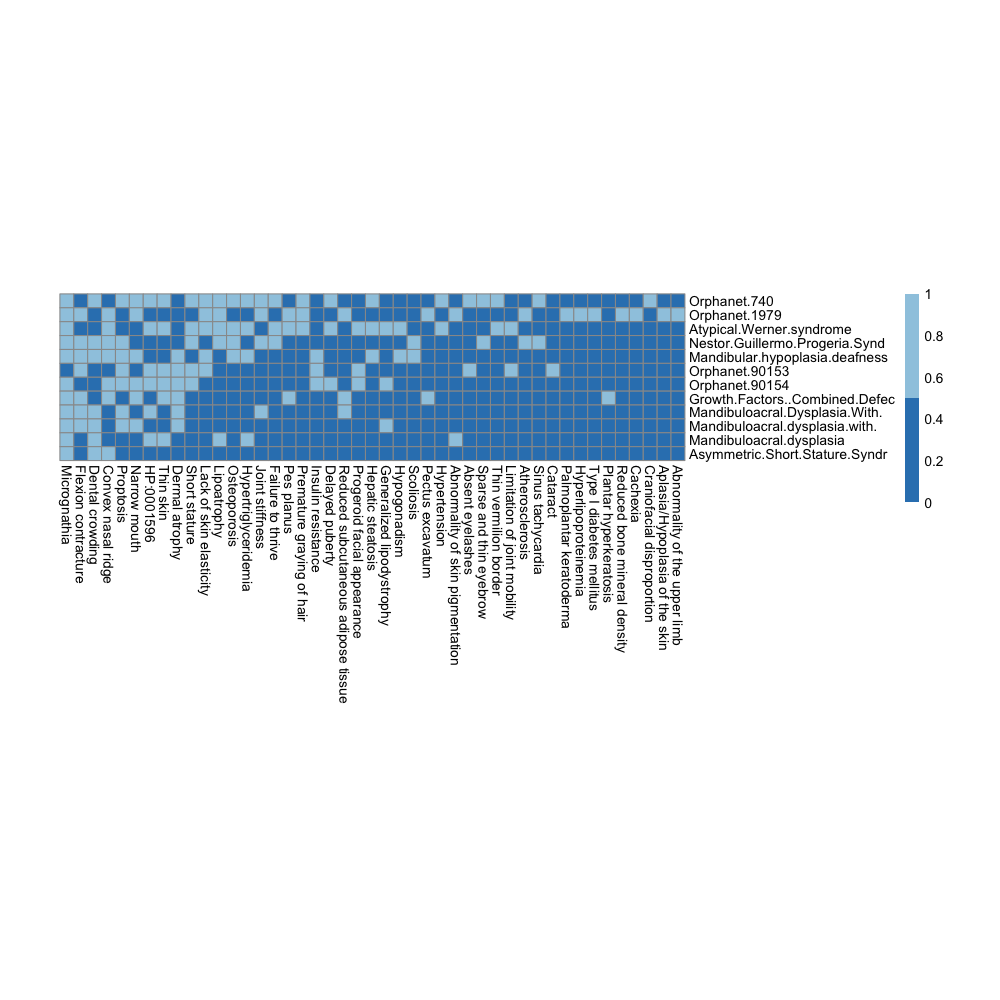 Orphanet.740
Orphanet.1979
Atypical.Werner.syndrome
Nestor.Guillermo.Progeria.Synd
Mandibular.hypoplasia.deafness
Orphanet.90153
Orphanet.90154
Growth.Factors..Combined.Defec
Mandibuloacral.Dysplasia.With.
Mandibuloacral.dysplasia.with.
Mandibuloacral.dysplasia
Asymmetric.Short.Stature.Syndr
1
0.8
0.6
0.4
0.2
0
Micrognathia
Flexion contracture
Dental crowding
Convex nasal ridge
Proptosis
Narrow mouth
HP:0001596
Thin skin
Dermal atrophy
Short stature
Lack of skin elasticity
Lipoatrophy
Osteoporosis
Hypertriglyceridemia
Joint stiffness
Failure to thrive
Pes planus
Premature graying of hair
Insulin resistance
Delayed puberty
Reduced subcutaneous adipose tissue
Progeroid facial appearance
Hepatic steatosis
Generalized lipodystrophy
Hypogonadism
Scoliosis
Pectus excavatum
Hypertension
Abnormality of skin pigmentation
Absent eyelashes
Sparse and thin eyebrow
Thin vermilion border
Limitation of joint mobility
Atherosclerosis
Sinus tachycardia
Cataract
Palmoplantar keratoderma
Hyperlipoproteinemia
Type I diabetes mellitus
Plantar hyperkeratosis
Reduced bone mineral density
Cachexia
Craniofacial disproportion
Aplasia/Hypoplasia of the skin
Abnormality of the upper limb